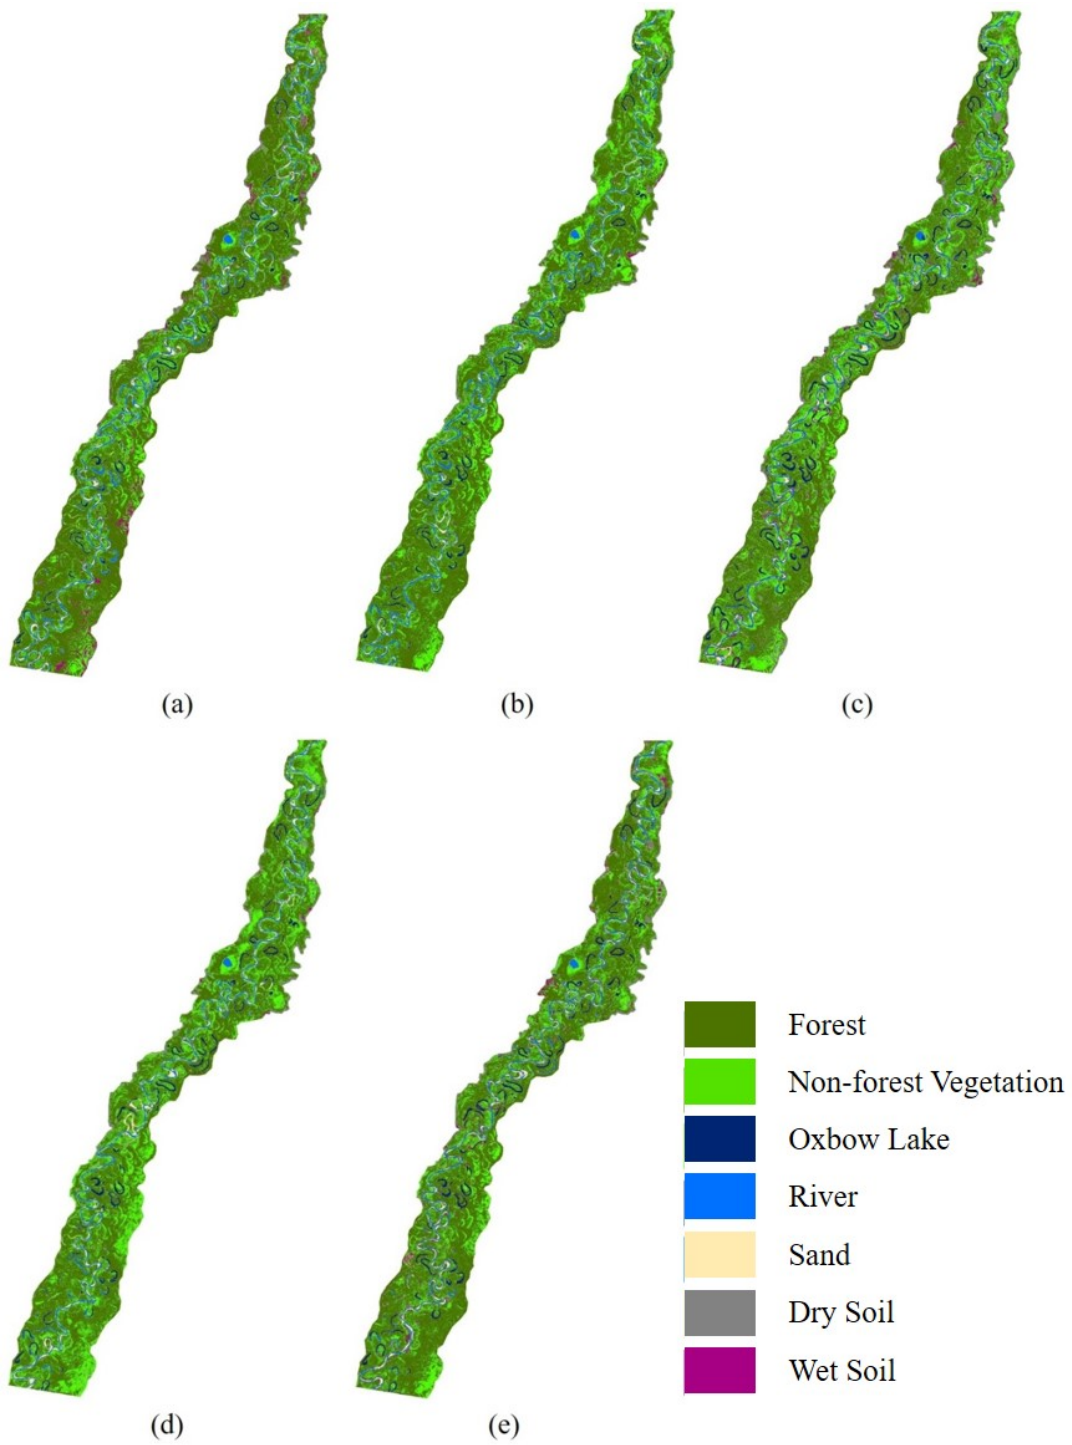 (a)
(b)
(c)
(d)
(e)
Forest
Non-forest Vegetation
Oxbow Lake
River
Sand
Dry Soil
Wet Soil